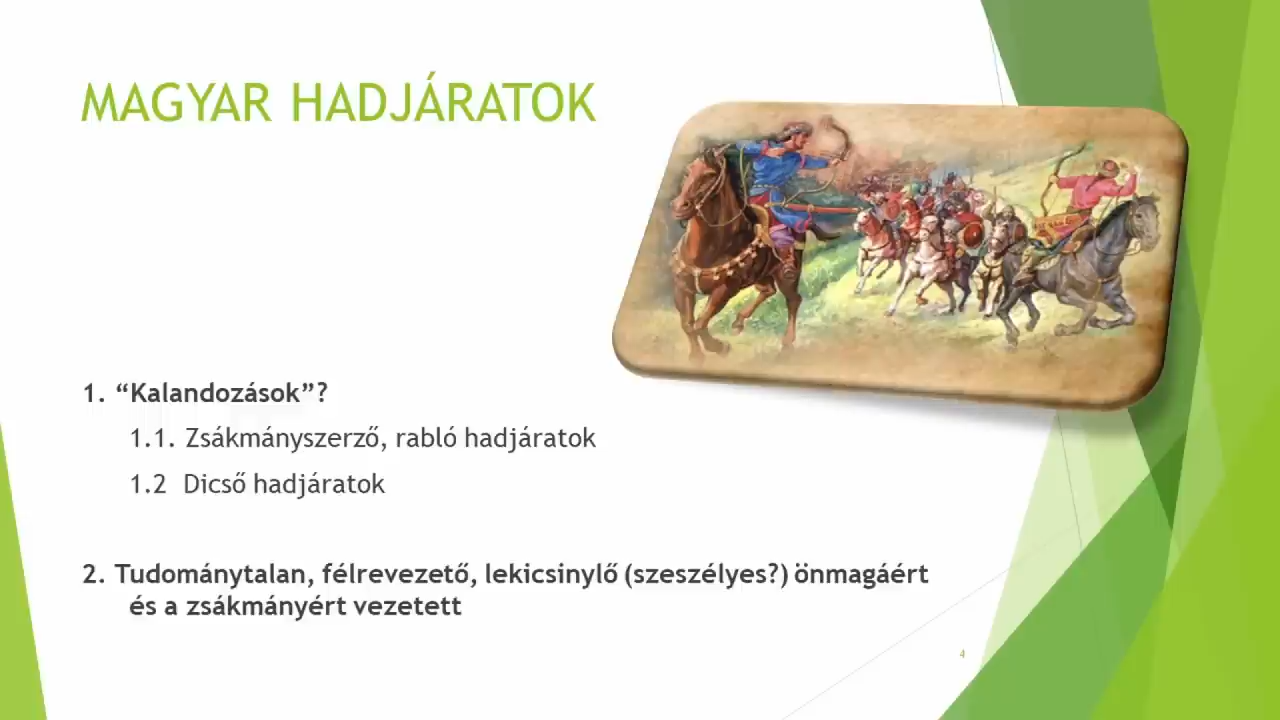 MAGYAR HADJÁRATOK
1. “Kalandozások”?
1.1. Zsákmányszerző, rabló hadjáratok
1.2 Dicső hadjáratok
2. Tudománytalan, félrevezető, lekicsinylő (szeszélyes?) önmagáért
és a zsákmányért vezetett
4